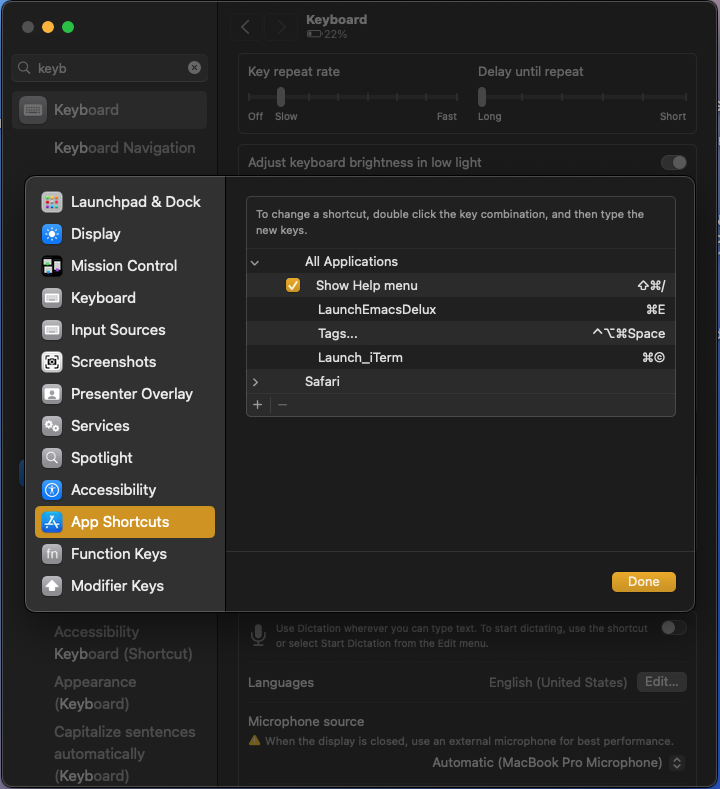 Keyboard
22%
keyb
Keyboard
Keyboard Navigation
Key repeat rate
Delay until repeat
Off Slow Fast
Long Short
Adjust keyboard brightness in low light
Launchpad & Dock
Display
Mission Control
Keyboard
Input Sources
Screenshots
Presenter Overlay
Services
Spotlight
Accessibility
App Shortcuts
fn Function Keys
Modifier Keys
To change a shortcut, double click the key combination, and then type the
new keys.
All Applications
Show Help menu ⇧⌘/
LaunchEmacsDelux ⌘E
Tags... ^⌥⌘Space
Launch_iTerm ⌘©
Safari
+ −
Done
Accessibility
Keyboard (Shortcut)
Appearance
(Keyboard)
Capitalize sentences
automatically
(Keyboard)
Use Dictation wherever you can type text. To start dictating, use the shortcut
or select Start Dictation from the Edit menu.
Languages English (United States) Edit...
Microphone source
When the display is closed, use an external microphone for best performance.
Automatic (MacBook Pro Microphone)